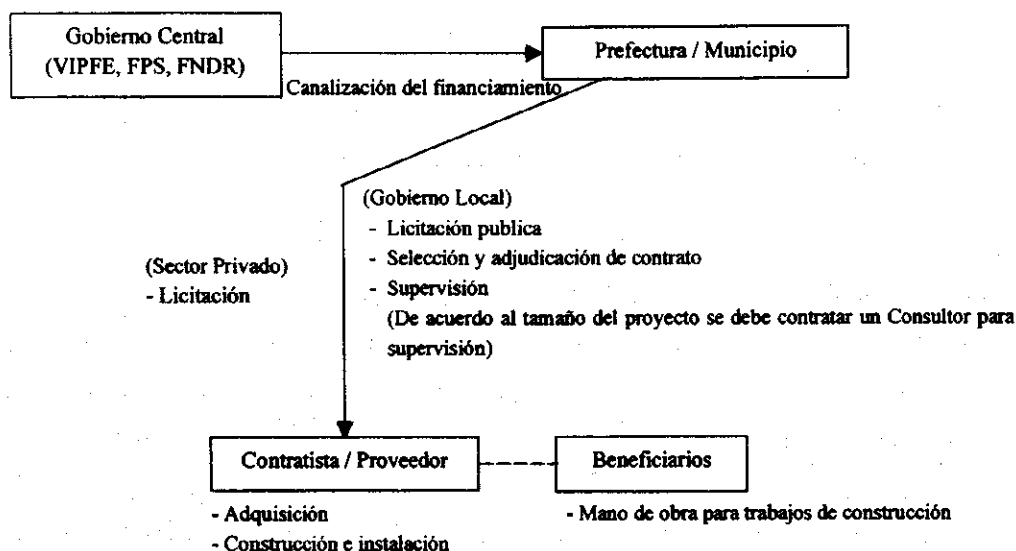 Gobierno Central
(VIPFE, FPS, FNDR)
Prefectura / Municipio
Canalización del financiamiento
(Gobierno Local)
- Licitación publica
- Selección y adjudicación de contrato
- Supervisión
(De acuerdo al tamaño del proyecto se debe contratar un Consultor para
supervisión)
(Sector Privado)
- Licitación
Contratista / Proveedor
Beneficiarios
- Adquisición
- Construcción e instalación
- Mano de obra para trabajos de construcción